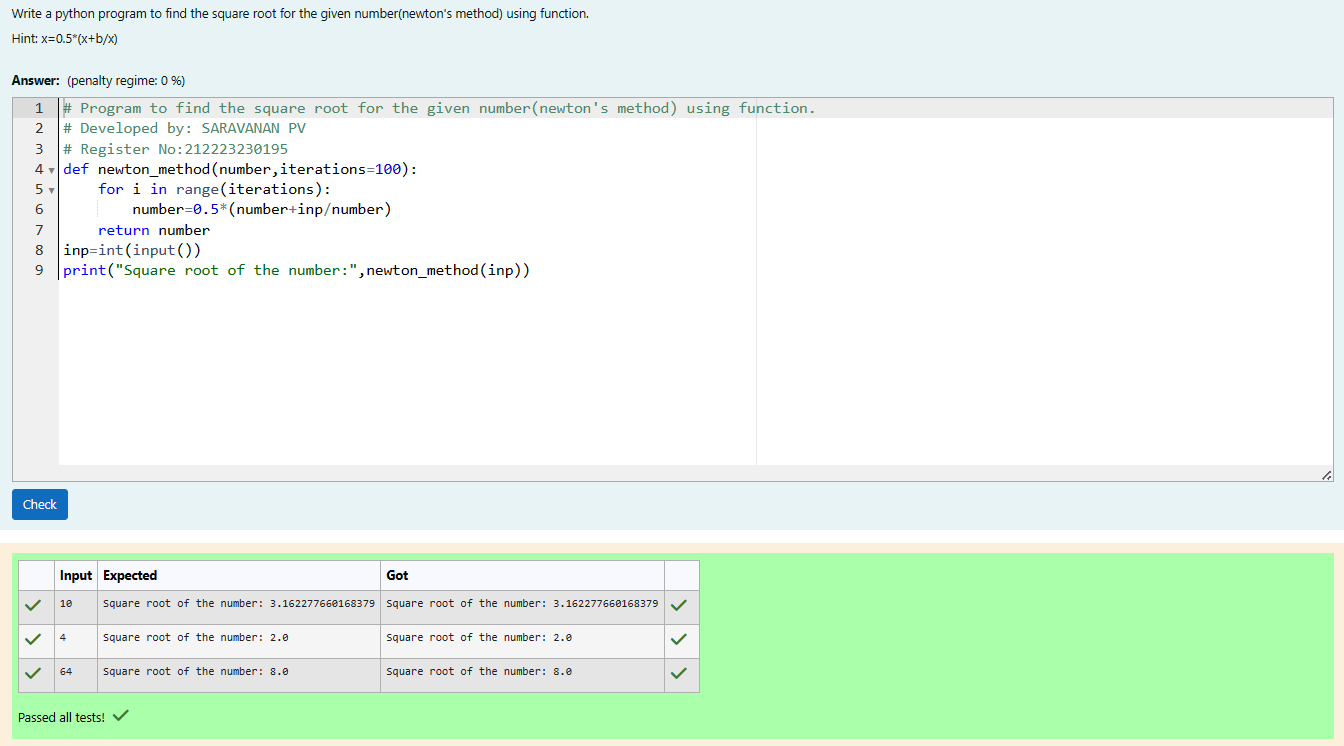 Write a python program to find the square root for the given number(newton's method) using function.
Hint: x=0.5*(x+b/x)
Answer: (penalty regime: 0 %)
1 # Program to find the square root for the given number(newton's method) using function.
2 # Developed by: SARAVANAN PV
3 # Register No:212223230195
4 def newton_method(number,iterations=100):
5     for i in range(iterations):
6         number=0.5*(number+inp/number)
7     return number
8 inp=int(input())
9 print("Square root of the number:",newton_method(inp))
Check
Input Expected Got
10 Square root of the number: 3.162277660168379 Square root of the number: 3.162277660168379
4 Square root of the number: 2.0 Square root of the number: 2.0
64 Square root of the number: 8.0 Square root of the number: 8.0
Passed all tests!